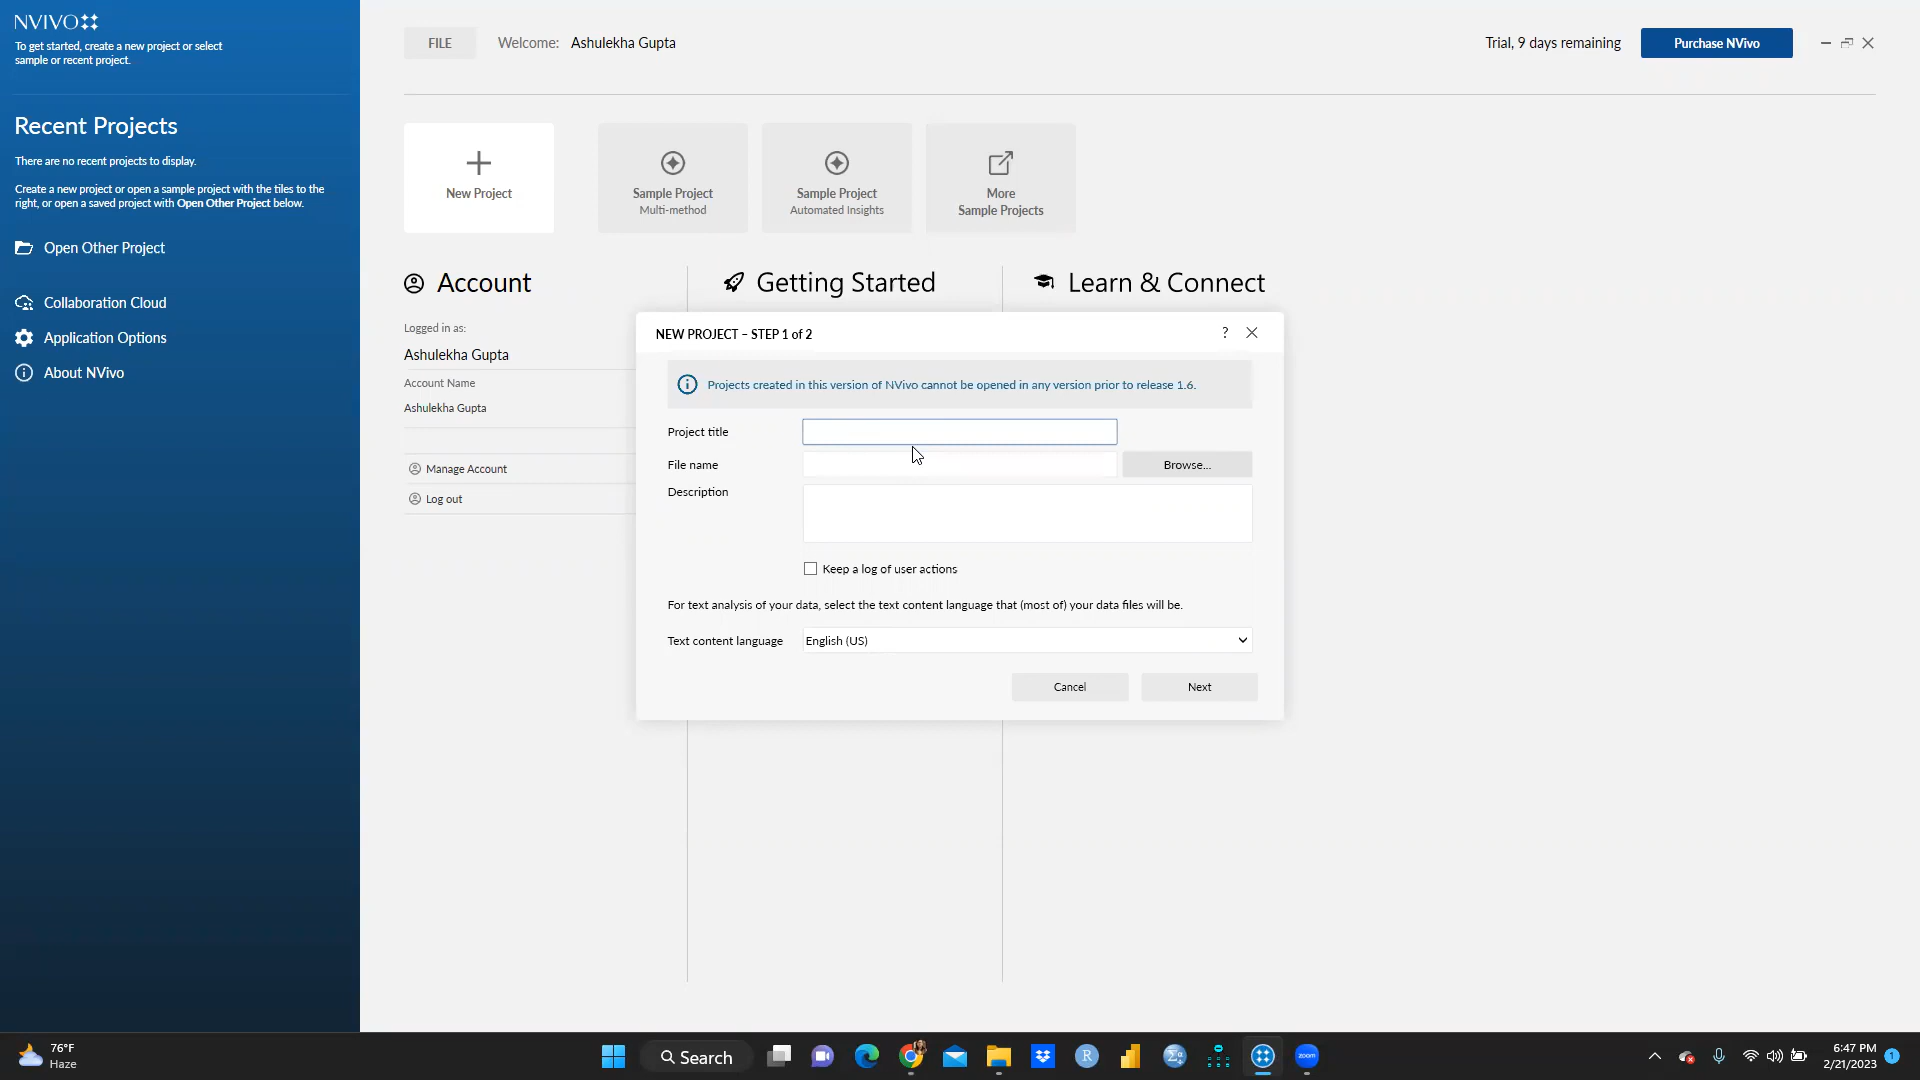 NVIVO
To get started, create a new project or select
sample or recent project.
Recent Projects
There are no recent projects to display.
Create a new project or open a sample project with the tiles to the
right, or open a saved project with Open Other Project below.
Open Other Project
Collaboration Cloud
Application Options
About NVivo
FILE
Welcome: Ashulekha Gupta
Trial, 9 days remaining
Purchase NVivo
New Project
Sample Project
Multi-method
Sample Project
Automated Insights
More
Sample Projects
Account
Getting Started
Learn & Connect
Logged in as:
Ashulekha Gupta
Account Name
Ashulekha Gupta
Manage Account
Log out
NEW PROJECT – STEP 1 of 2
?
Projects created in this version of NVivo cannot be opened in any version prior to release 1.6.
Project title
File name
Browse...
Description
Keep a log of user actions
For text analysis of your data, select the text content language that (most of) your data files will be.
Text content language
English (US)
Cancel
Next
76°F
Haze
Search
R
Σα
zoom
6:47 PM
2/21/2023
1